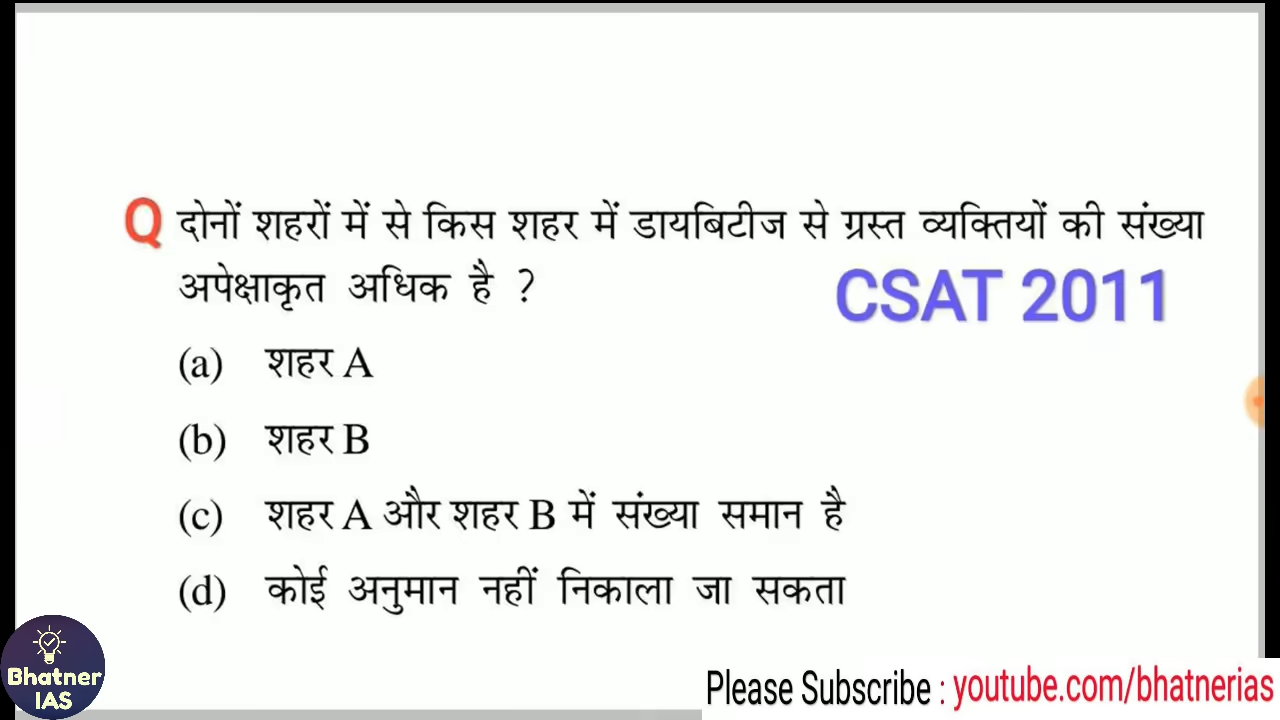 Q दोनों शहरों में से किस शहर में डायबिटीज से ग्रस्त व्यक्तियों की संख्या
अपेक्षाकृत अधिक है ?
CSAT 2011
(a) शहर A
(b) शहर B
(c) शहर A और शहर B में संख्या समान है
(d) कोई अनुमान नहीं निकाला जा सकता
Bhatner
IAS
Please Subscribe : youtube.com/bhatnerias